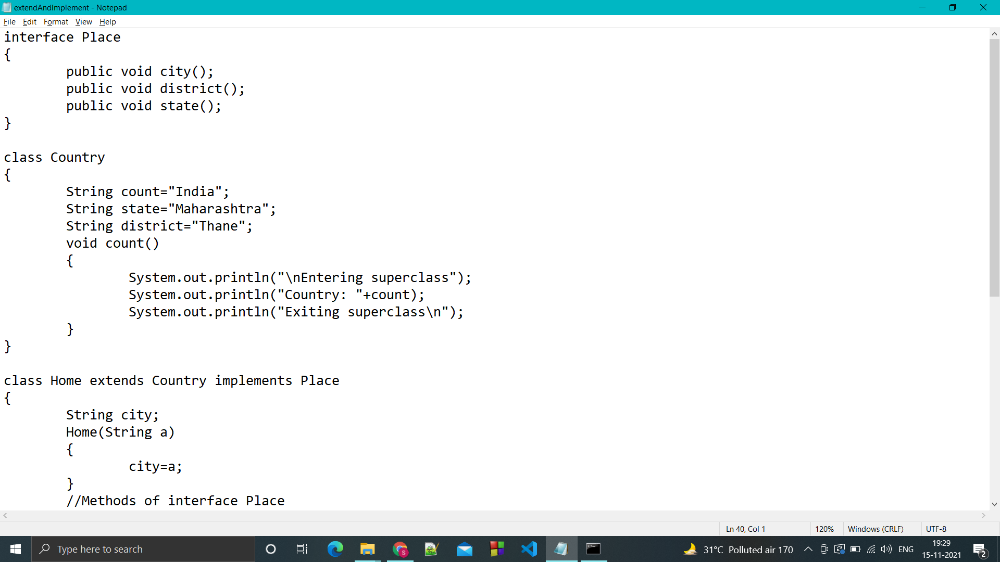 extendAndImplement - Notepad
File Edit Format View Help
interface Place
{
public void city();
public void district();
public void state();
}
class Country
{
String count="India";
String state="Maharashtra";
String district="Thane";
void count()
{
System.out.println("\nEntering superclass");
System.out.println("Country: "+count);
System.out.println("Exiting superclass\n");
}
}
class Home extends Country implements Place
{
String city;
Home(String a)
{
city=a;
}
//Methods of interface Place
Ln 40, Col 1 120% Windows (CRLF) UTF-8
Type here to search
S
31°C Polluted air 170
ENG
19:29
15-11-2021
2